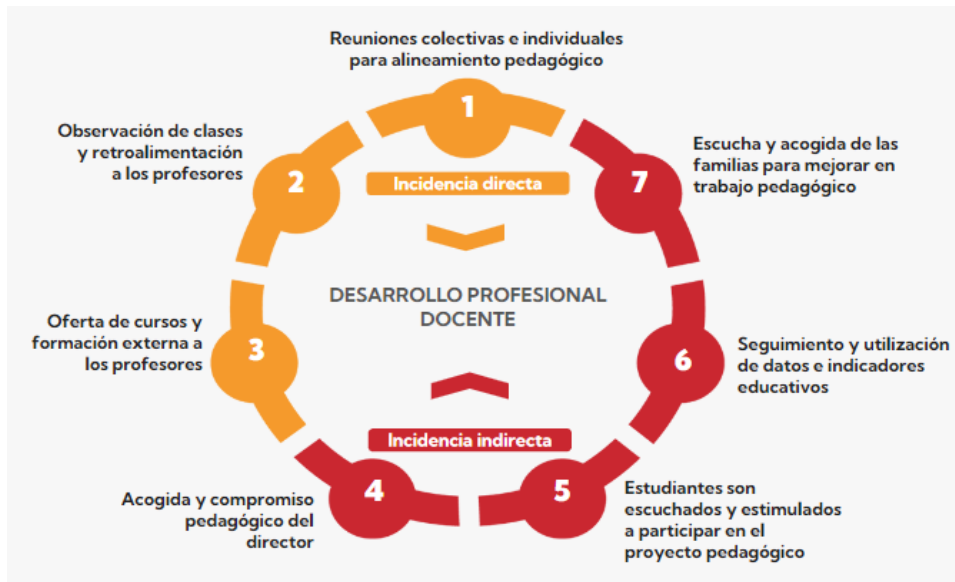 Reuniones colectivas e individuales
para alineamiento pedagógico
1
Observación de clases
y retroalimentación
a los profesores
2
Incidencia directa
7
Escucha y acogida de las
familias para mejorar en
trabajo pedagógico
DESARROLLO PROFESIONAL
DOCENTE
Oferta de cursos y
formación externa a
los profesores
3
6
Seguimiento y utilización
de datos e indicadores
educativos
Incidencia indirecta
Acogida y compromiso
pedagógico del
director
4
5
Estudiantes son
escuchados y estimulados
a participar en el
proyecto pedagógico